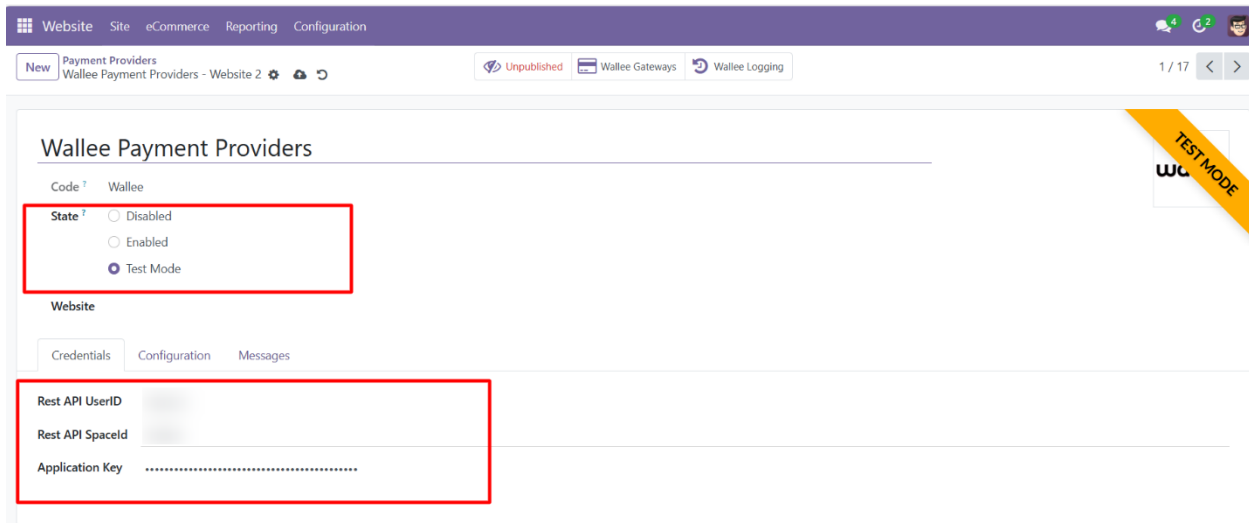 Website Site eCommerce Reporting Configuration 4 2
New Payment Providers
Wallee Payment Providers - Website 2
Unpublished Wallee Gateways Wallee Logging
1 / 17
Wallee Payment Providers
TEST MODE
Code ? Wallee
State ? Disabled
Enabled
Test Mode
Website
Credentials Configuration Messages
Rest API UserID
Rest API SpaceId
Application Key